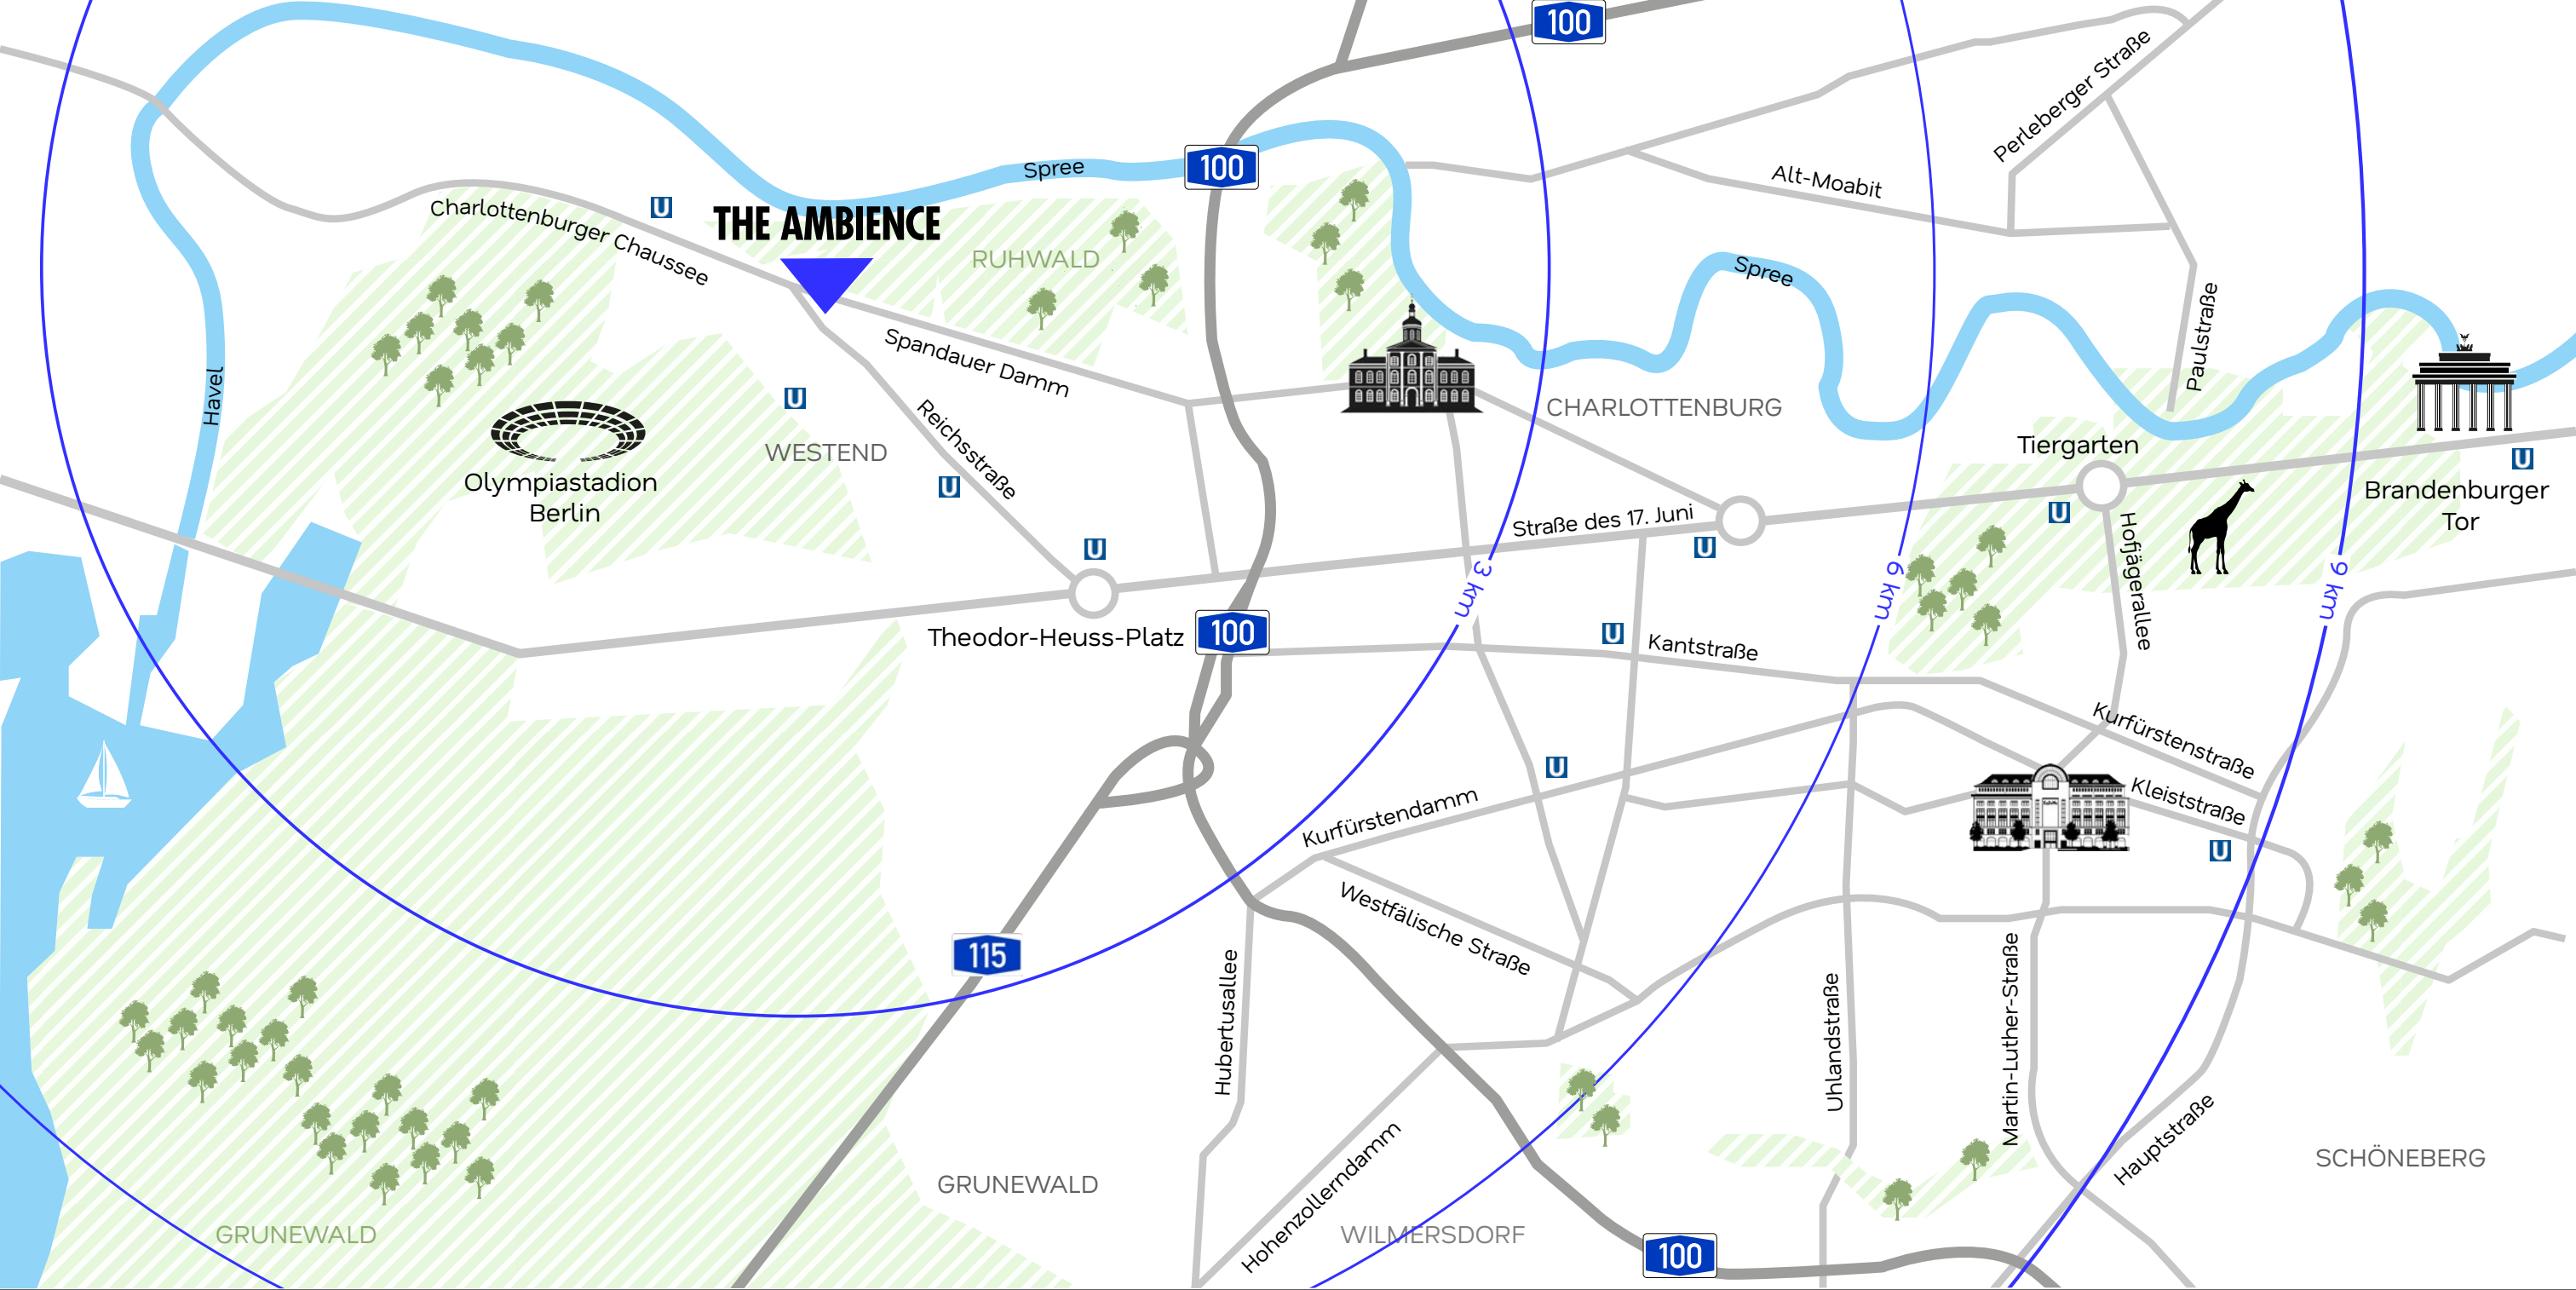 100
Perleberger Straße
100
Spree
Alt-Moabit
U
Charlottenburger Chaussee
THE AMBIENCE
RUHWALD
Spree
Paulstraße
Spandauer Damm
Havel
U
CHARLOTTENBURG
WESTEND
Reichsstraße
Tiergarten
U
Olympiastadion
Berlin
U
Brandenburger
Tor
Straße des 17. Juni
U
U
U
Hofjägerallee
3 km
6 km
9 km
Theodor-Heuss-Platz
100
U
Kantstraße
Kurfürstenstraße
U
Kurfürstendamm
Kleiststraße
U
Westfälische Straße
115
Hubertusallee
Uhlandstraße
Martin-Luther-Straße
Hauptstraße
SCHÖNEBERG
GRUNEWALD
Hohenzollerndamm
GRUNEWALD
WILMERSDORF
100